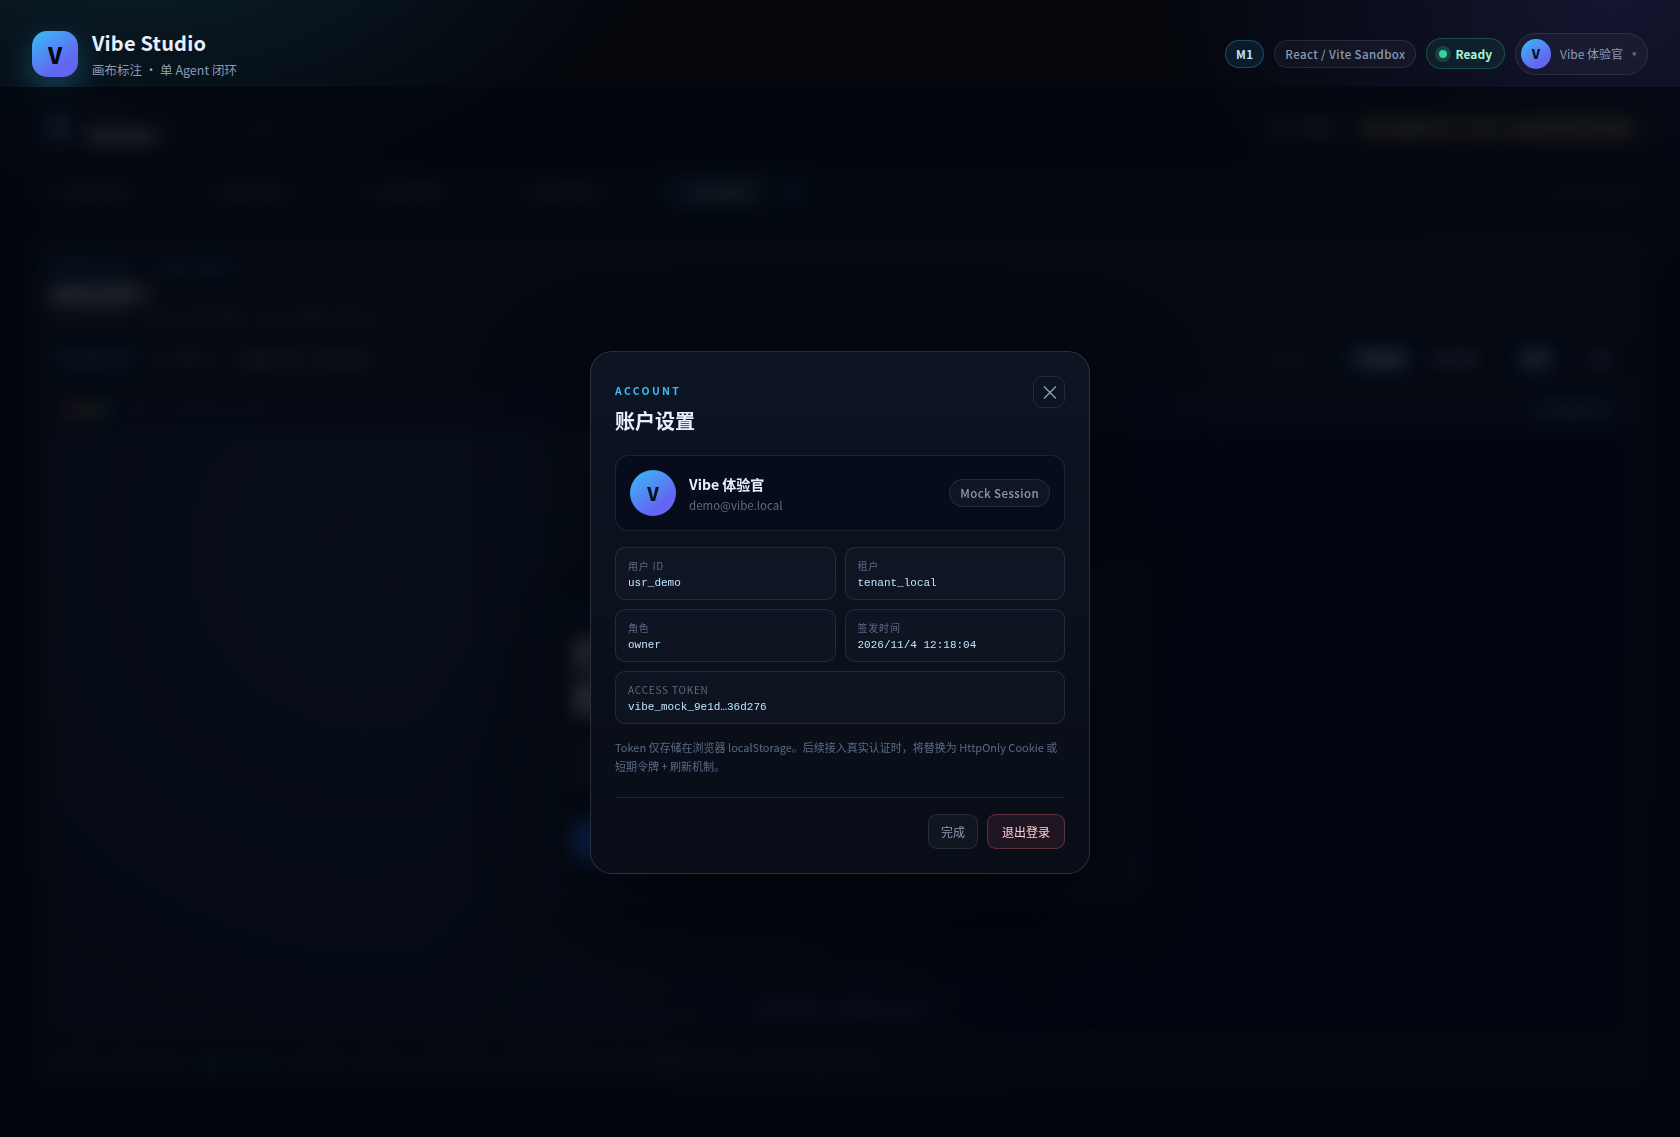 V
Vibe Studio
画布标注 · 单 Agent 闭环
M1
React / Vite Sandbox
Ready
V
Vibe 体验官
ACCOUNT
账户设置
V
Vibe 体验官
demo@vibe.local
Mock Session
用户 ID
usr_demo
租户
tenant_local
角色
owner
签发时间
2026/11/4 12:18:04
ACCESS TOKEN
vibe_mock_9e1d…36d276
Token 仅存储在浏览器 localStorage。后续接入真实认证时，将替换为 HttpOnly Cookie 或
短期令牌 + 刷新机制。
完成
退出登录